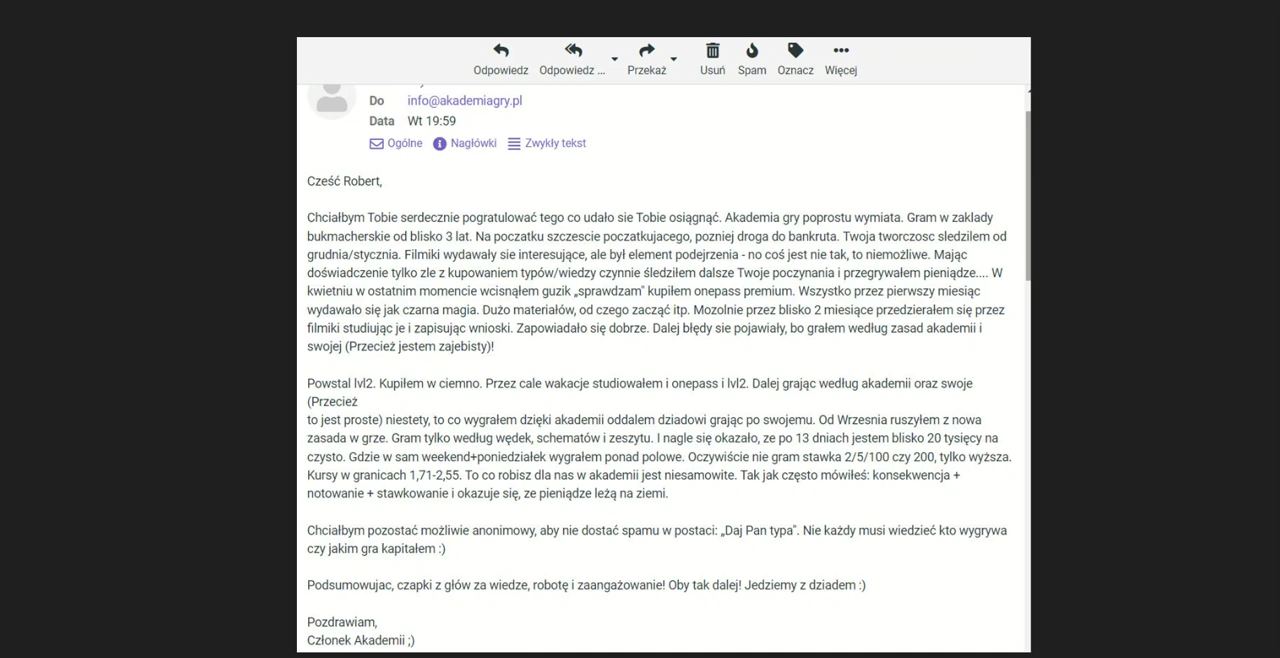 Odpowiedz
Odpowiedz ...
Przekaż
Usuń
Spam
Oznacz
Więcej
Do info@akademiagry.pl
Data Wt 19:59
Ogólne Nagłówki Zwykły tekst
Cześć Robert,
Chciałbym Tobie serdecznie pogratulować tego co udało sie Tobie osiągnąć. Akademia gry poprostu wymiata. Gram w zaklady
bukmacherskie od blisko 3 lat. Na poczatku szczescie poczatkujacego, pozniej droga do bankruta. Twoja tworczosc sledzilem od
grudnia/stycznia. Filmiki wydawały sie interesujące, ale był element podejrzenia - no coś jest nie tak, to niemożliwe. Mając
doświadczenie tylko zle z kupowaniem typów/wiedzy czynnie śledziłem dalsze Twoje poczynania i przegrywałem pieniądze.... W
kwietniu w ostatnim momencie wcisnąłem guzik „sprawdzam" kupiłem onepass premium. Wszystko przez pierwszy miesiąc
wydawało się jak czarna magia. Dużo materiałów, od czego zacząć itp. Mozolnie przez blisko 2 miesiące przedzierałem się przez
filmiki studiując je i zapisując wnioski. Zapowiadało się dobrze. Dalej błędy sie pojawiały, bo grałem według zasad akademii i
swojej (Przecież jestem zajebisty)!
Powstal lvl2. Kupiłem w ciemno. Przez cale wakacje studiowałem i onepass i lvl2. Dalej grając według akademii oraz swoje
(Przecież
to jest proste) niestety, to co wygrałem dzięki akademii oddalem dziadowi grając po swojemu. Od Wrzesnia ruszyłem z nowa
zasada w grze. Gram tylko według wędek, schematów i zeszytu. I nagle się okazało, ze po 13 dniach jestem blisko 20 tysięcy na
czysto. Gdzie w sam weekend+poniedziałek wygrałem ponad polowe. Oczywiście nie gram stawka 2/5/100 czy 200, tylko wyższa.
Kursy w granicach 1,71-2,55. To co robisz dla nas w akademii jest niesamowite. Tak jak często mówiłeś: konsekwencja +
notowanie + stawkowanie i okazuje się, ze pieniądze leżą na ziemi.
Chciałbym pozostać możliwie anonimowy, aby nie dostać spamu w postaci: „Daj Pan typa". Nie każdy musi wiedzieć kto wygrywa
czy jakim gra kapitałem :)
Podsumowujac, czapki z głów za wiedze, robotę i zaangażowanie! Oby tak dalej! Jedziemy z dziadem :)
Pozdrawiam,
Członek Akademii ;)